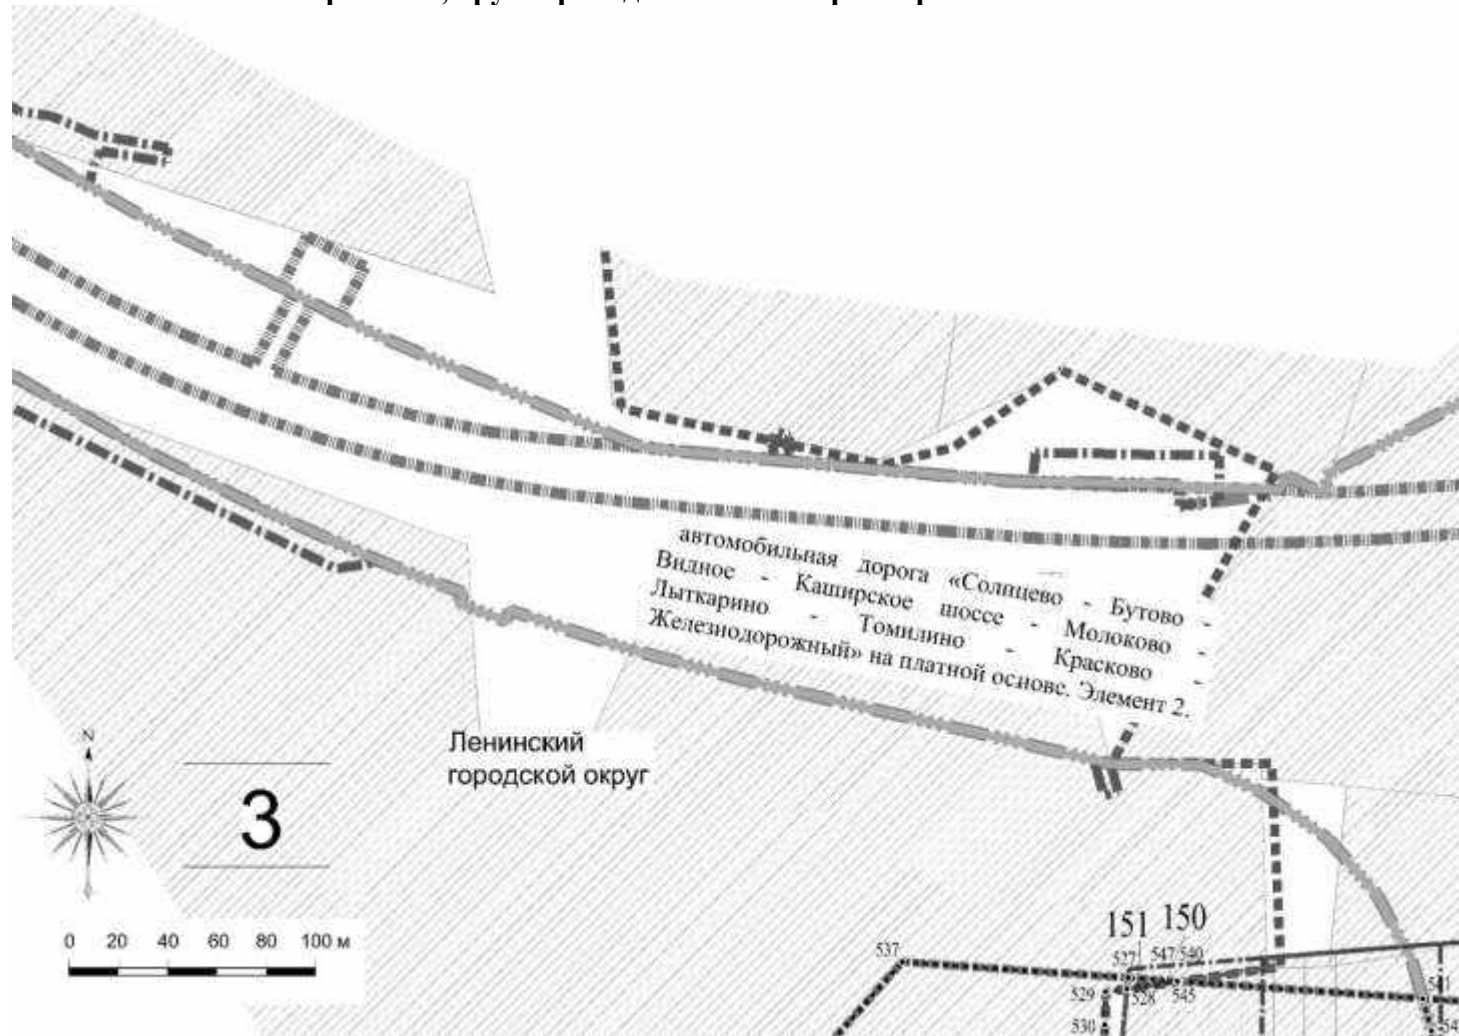 автомобильная дорога «Солнцево - Бутово -
Видное - Каширское шоссе - Молоково -
Лыткарино - Томилино - Красково -
Железнодорожный» на платной основе. Элемент 2.
Ленинский
городской округ
N
3
0 20 40 60 80 100 м
151 150
537
527 547 540
529 528 545
530